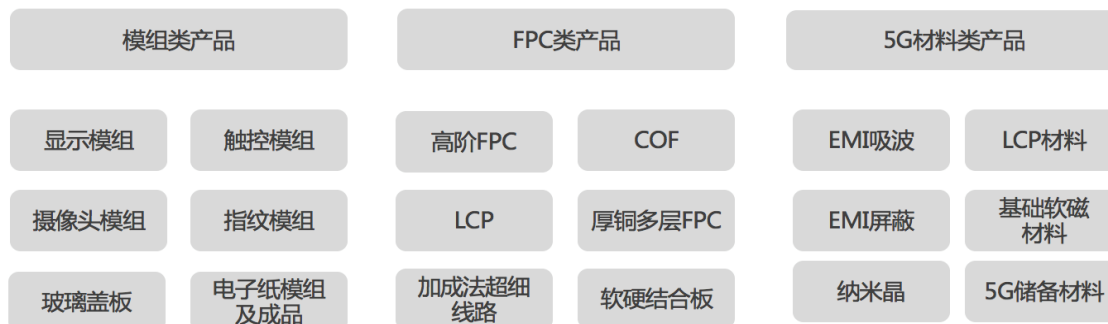 模组类产品
FPC类产品
5G材料类产品
显示模组
触控模组
高阶FPC
COF
EMI吸波
LCP材料
摄像头模组
指纹模组
LCP
厚铜多层FPC
EMI屏蔽
基础软磁
材料
玻璃盖板
电子纸模组
及成品
加成法超细
线路
软硬结合板
纳米晶
5G储备材料